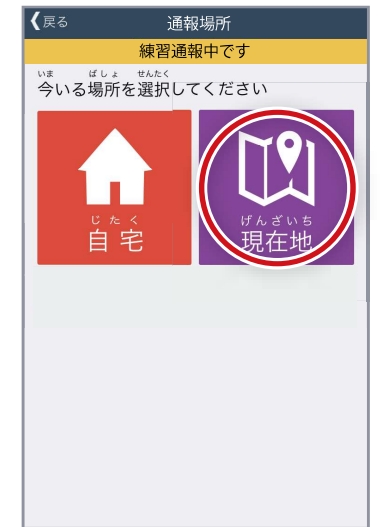 戻る 通報場所
練習通報中です
いま ばしょ せんたく
今いる場所を選択してください
じたく げんざいち
自宅 現在地